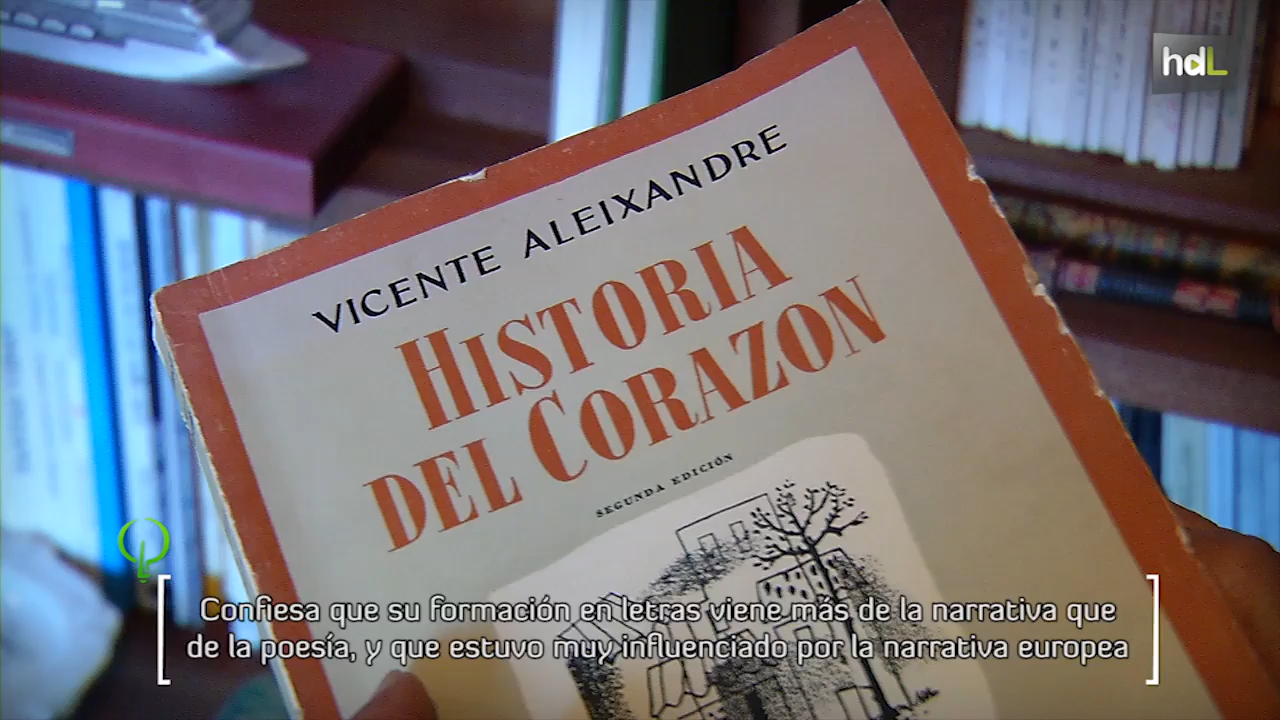 hdL
VICENTE ALEIXANDRE
HISTORIA
DEL CORAZON
SEGUNDA EDICIÓN
Confiesa que su formación en letras viene más de la narrativa que
de la poesía, y que estuvo muy influenciado por la narrativa europea